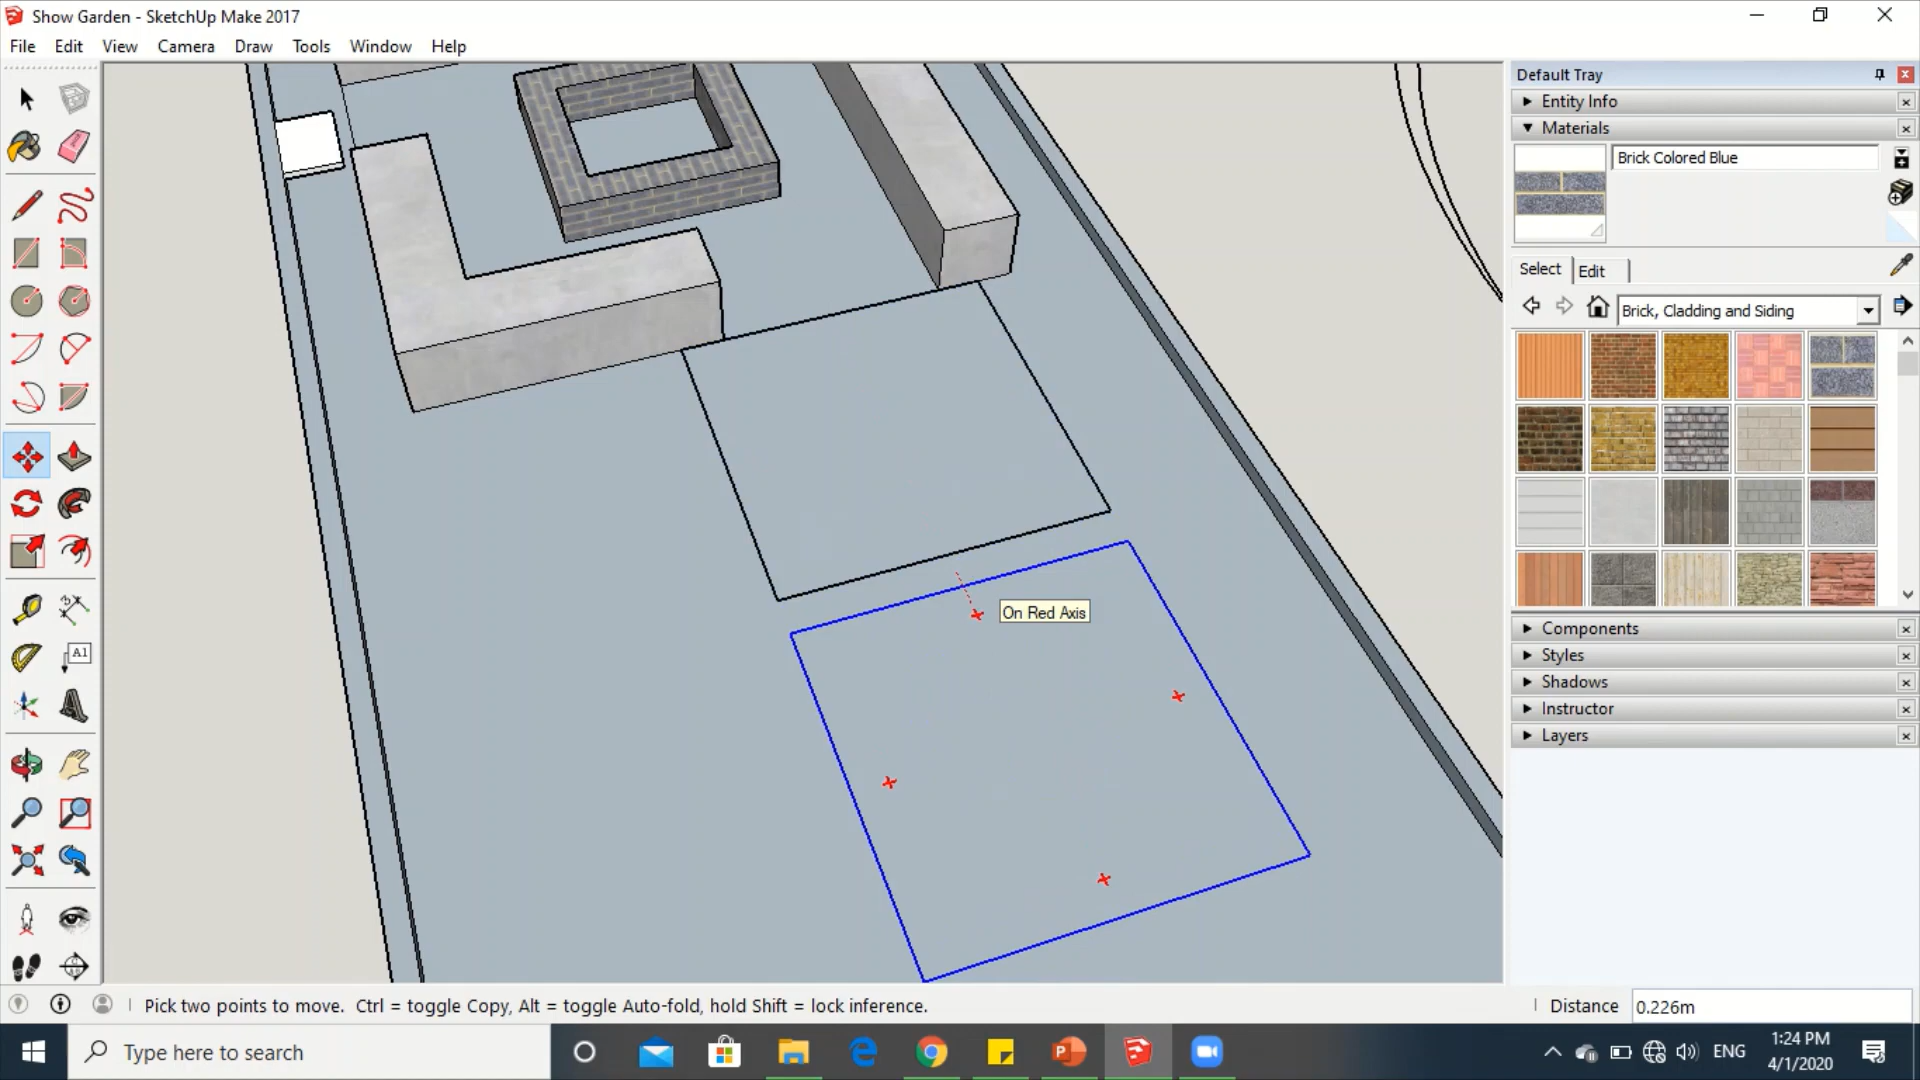 Show Garden - SketchUp Make 2017
File Edit View Camera Draw Tools Window Help
Default Tray
Entity Info
Materials
Brick Colored Blue
Select Edit
Brick, Cladding and Siding
Components
Styles
Shadows
Instructor
Layers
A1
On Red Axis
Pick two points to move. Ctrl = toggle Copy, Alt = toggle Auto-fold, hold Shift = lock inference.
Distance 0.226m
Type here to search
ENG
1:24 PM
4/1/2020